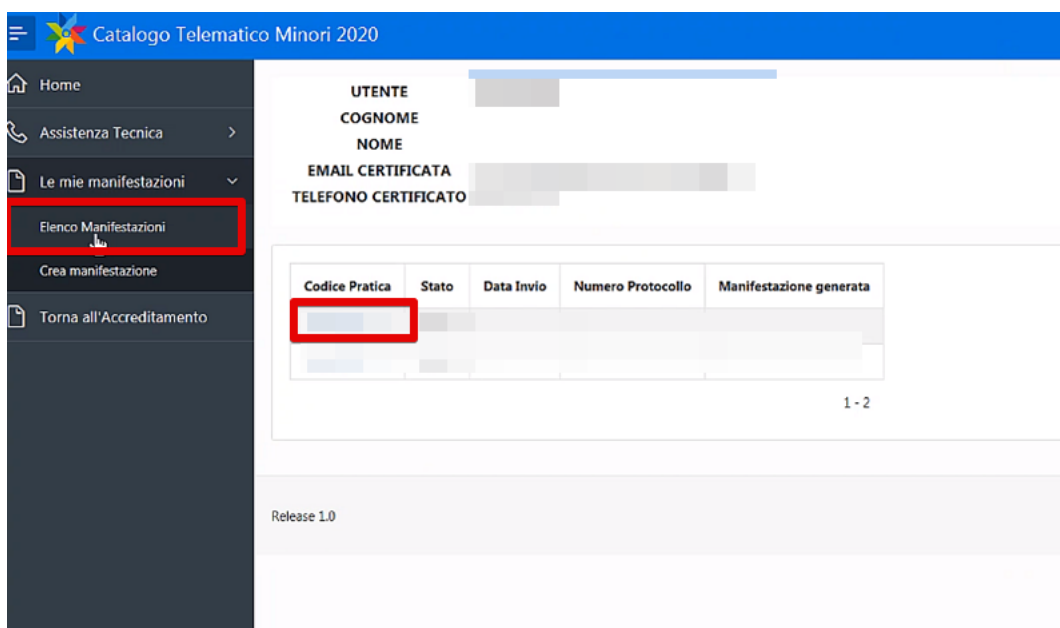 Catalogo Telematico Minori 2020
Home
Assistenza Tecnica
Le mie manifestazioni
Elenco Manifestazioni
Crea manifestazione
Torna all'Accreditamento
UTENTE
COGNOME
NOME
EMAIL CERTIFICATA
TELEFONO CERTIFICATO
Codice Pratica Stato Data Invio Numero Protocollo Manifestazione generata
1 - 2
Release 1.0